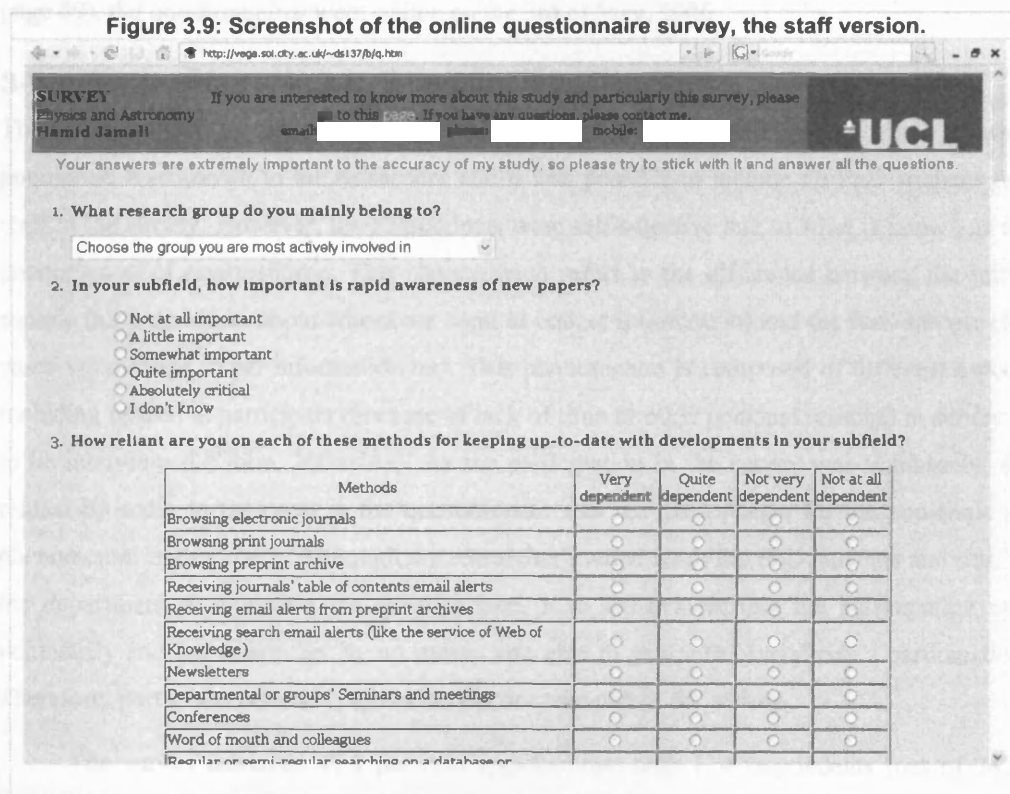 Figure 3.9: Screenshot of the online questionnaire survey, the staff version.
http://vega.soi.city.ac.uk/~ds137/b/q.htm
SURVEY
Physics and Astronomy
Hamid Jamali
If you are interested to know more about this study and particularly this survey, please
to this page. If you have any questions, please contact me.
email: phone: mobile:
UCL
Your answers are extremely important to the accuracy of my study, so please try to stick with it and answer all the questions.
1. What research group do you mainly belong to?
Choose the group you are most actively involved in
2. In your subfield, how important is rapid awareness of new papers?
Not at all important
A little important
Somewhat important
Quite important
Absolutely critical
I don't know
3. How reliant are you on each of these methods for keeping up-to-date with developments in your subfield?
Methods
Very dependent
Quite dependent
Not very dependent
Not at all dependent
Browsing electronic journals
Browsing print journals
Browsing preprint archive
Receiving journals' table of contents email alerts
Receiving email alerts from preprint archives
Receiving search email alerts (like the service of Web of
Knowledge)
Newsletters
Departmental or groups' Seminars and meetings
Conferences
Word of mouth and colleagues
Regular or semi-regular searching on a database or